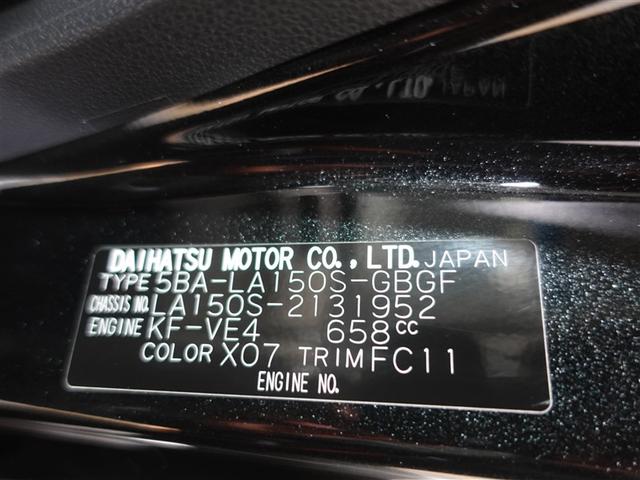 DAIHATSU MOTOR CO., LTD. JAPAN
TYPE 5BA-LA150S-GBGF
CHASSIS NO. LA150S-2131952
ENGINE KF-VE4 658cc
COLOR X07 TRIM FC11
ENGINE NO.